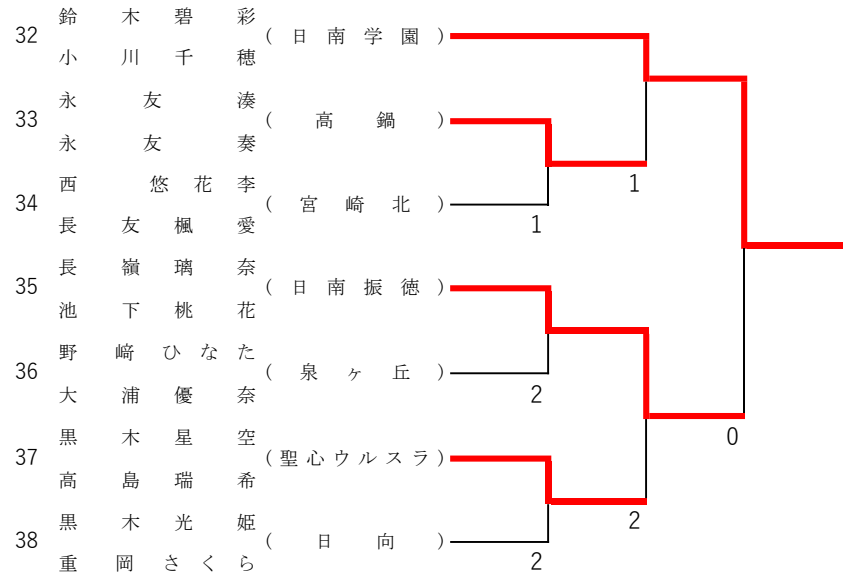 鈴木碧彩
32 (日南学園)
小川千穂
永友湊
33 (高鍋)
永友奏
西悠花李
34 (宮崎北)
長友楓愛
1
1
長嶺璃奈
35 (日南振徳)
池下桃花
野﨑ひなた
36 (泉ヶ丘)
大浦優奈
2
0
黒木星空
37 (聖心ウルスラ)
高島瑞希
2
黒木光姫
38 (日向)
重岡さくら
2